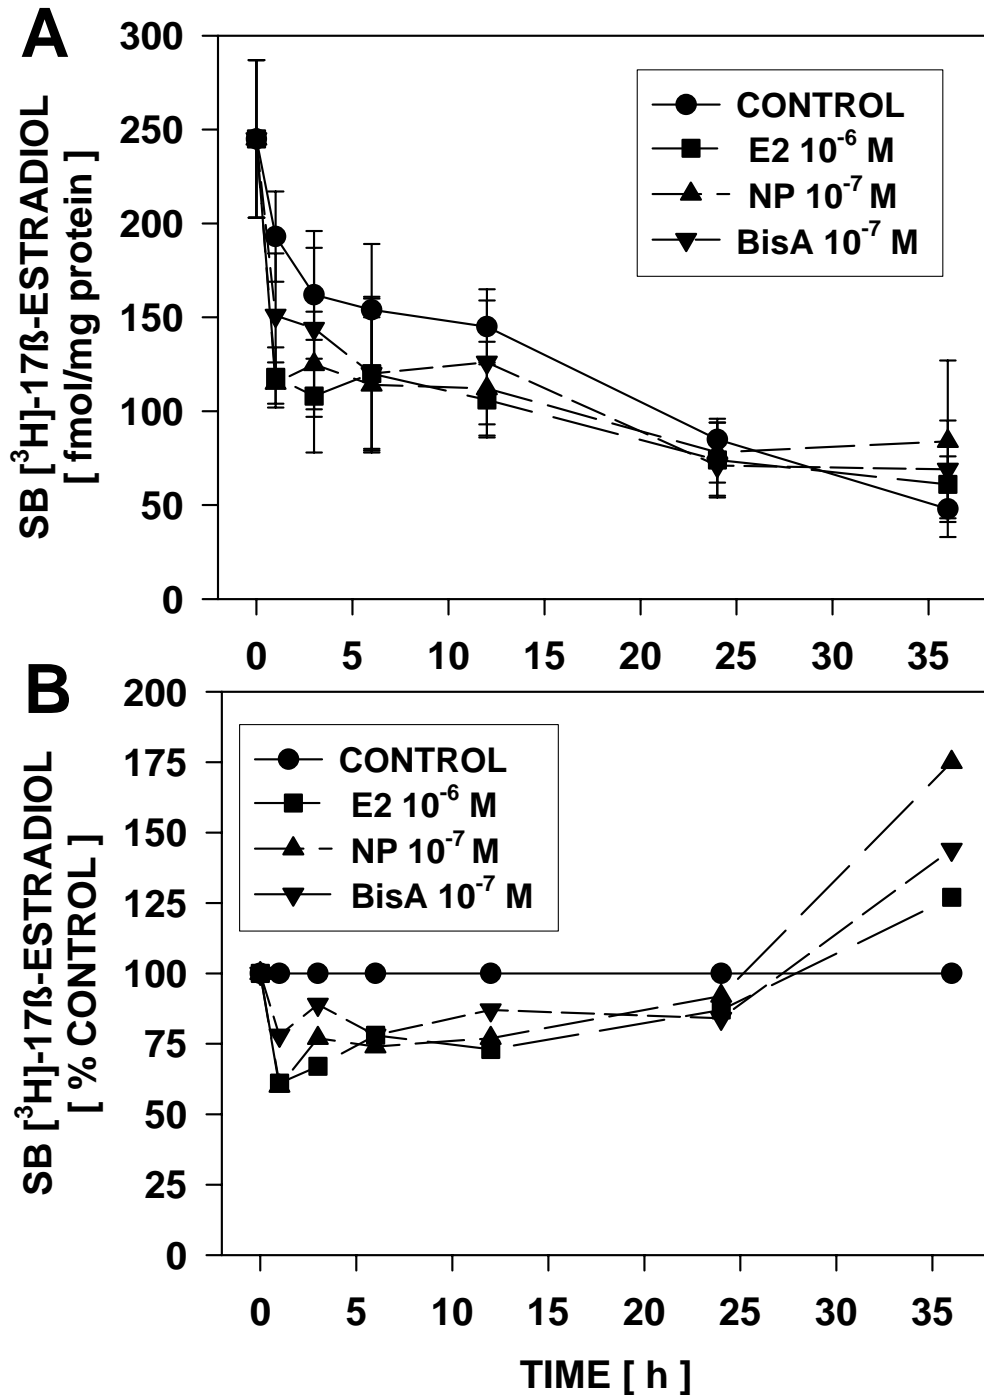 A
SB [³H]-17ß-ESTRADIOL
[ fmol/mg protein ]
300
250
200
150
100
50
0
CONTROL
E2 10⁻⁶ M
NP 10⁻⁷ M
BisA 10⁻⁷ M
0 5 10 15 20 25 30 35
B
SB [³H]-17ß-ESTRADIOL
[ % CONTROL ]
200
175
150
125
100
75
50
25
0
CONTROL
E2 10⁻⁶ M
NP 10⁻⁷ M
BisA 10⁻⁷ M
0 5 10 15 20 25 30 35
TIME [ h ]